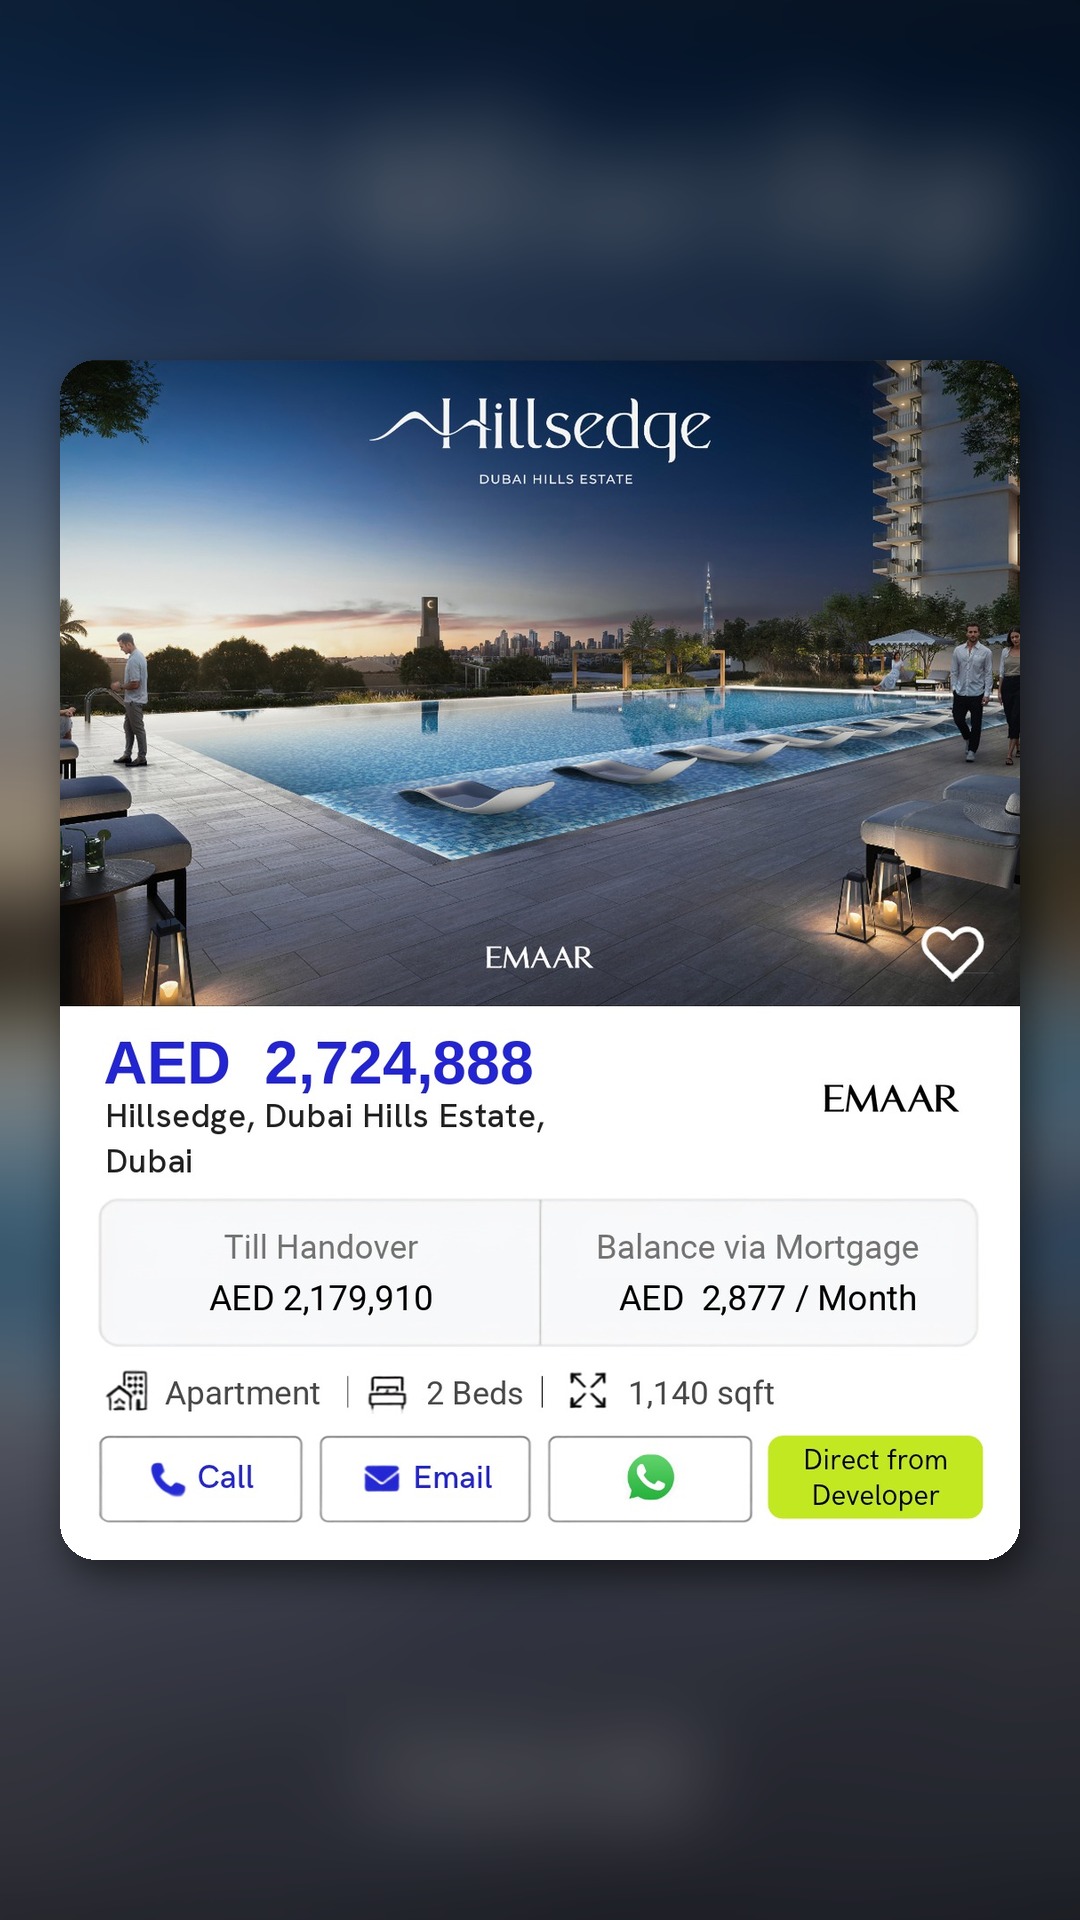 Hillsedge
DUBAI HILLS ESTATE
EMAAR
AED 2,724,888
Hillsedge, Dubai Hills Estate,
Dubai
EMAAR
Till Handover
Balance via Mortgage
AED 2,179,910
AED 2,877 / Month
Apartment
2 Beds
1,140 sqft
Call
Email
Direct from
Developer